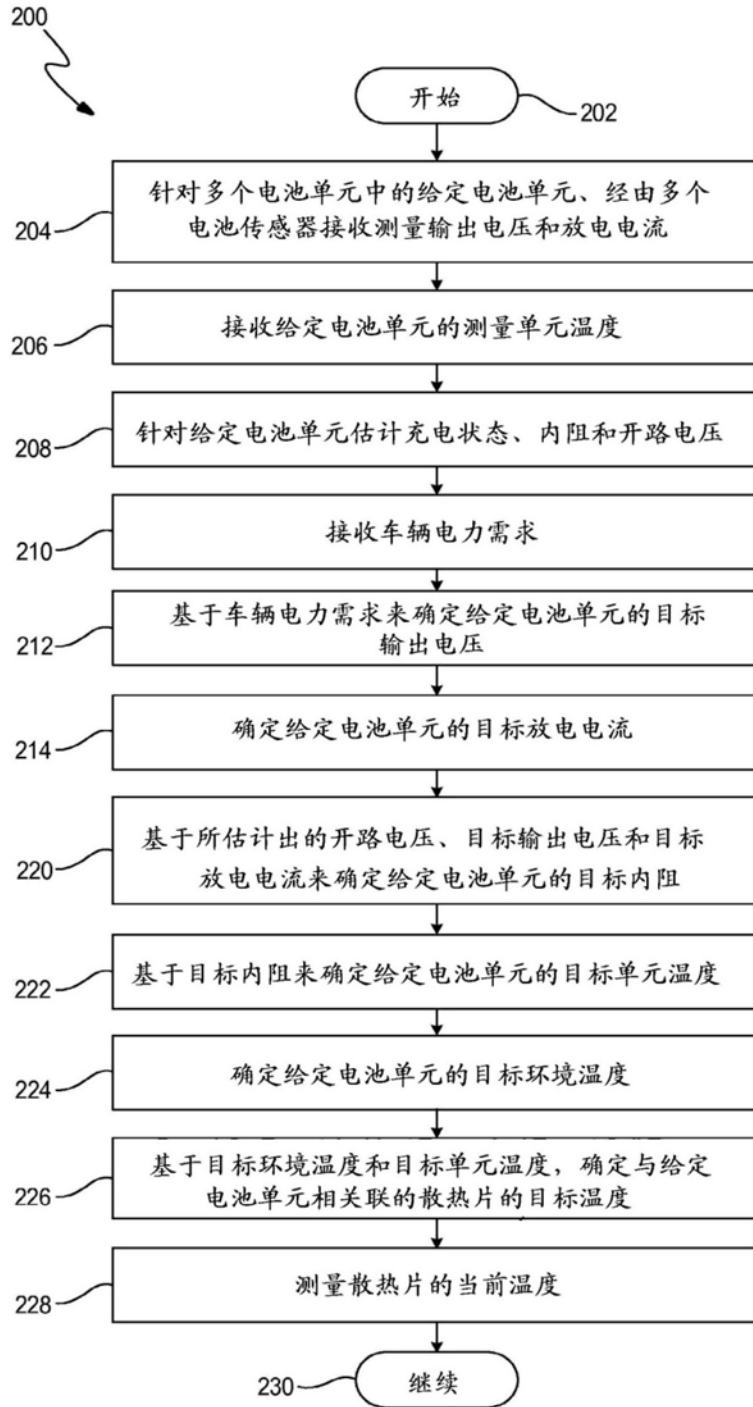 200
开始
202
针对多个电池单元中的给定电池单元、经由多个
电池传感器接收测量输出电压和放电电流
204
接收给定电池单元的测量单元温度
206
针对给定电池单元估计充电状态、内阻和开路电压
208
接收车辆电力需求
210
基于车辆电力需求来确定给定电池单元的目标
输出电压
212
确定给定电池单元的目标放电电流
214
基于所估计出的开路电压、目标输出电压和目标
放电电流来确定给定电池单元的目标内阻
220
基于目标内阻来确定给定电池单元的目标单元温度
222
确定给定电池单元的目标环境温度
224
基于目标环境温度和目标单元温度，确定与给定
电池单元相关联的散热片的目标温度
226
测量散热片的当前温度
228
继续
230